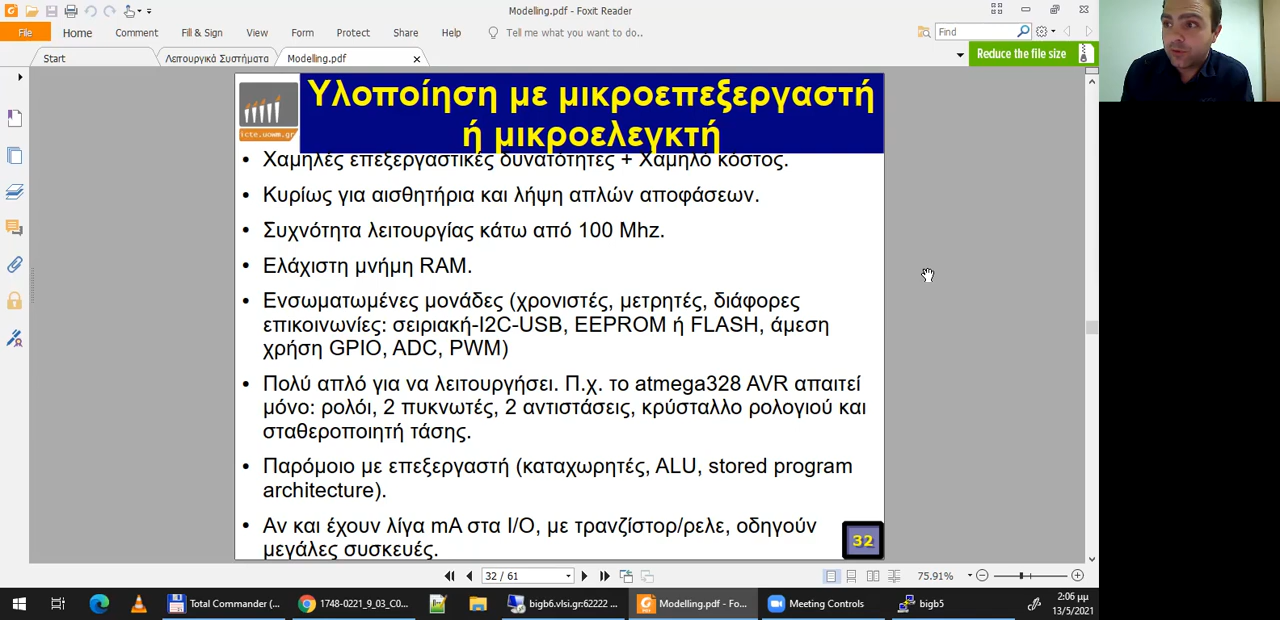 Modeling.pdf - Foxit Reader
File Home Comment Fill & Sign View Form Protect Share Help Tell me what you want to do.. Find
Start Λειτουργικά Συστήματα Modelling.pdf Reduce the file size
icte.uowm.gr
Υλοποίηση με μικροεπεξεργαστή
ή μικροελεγκτή
• Χαμηλές επεξεργαστικές δυνατότητες + Χαμηλό κόστος.
• Κυρίως για αισθητήρια και λήψη απλών αποφάσεων.
• Συχνότητα λειτουργίας κάτω από 100 Mhz.
• Ελάχιστη μνήμη RAM.
• Ενσωματωμένες μονάδες (χρονιστές, μετρητές, διάφορες
επικοινωνίες: σειριακή-I2C-USB, EEPROM ή FLASH, άμεση
χρήση GPIO, ADC, PWM)
• Πολύ απλό για να λειτουργήσει. Π.χ. το atmega328 AVR απαιτεί
μόνο: ρολόι, 2 πυκνωτές, 2 αντιστάσεις, κρύσταλλο ρολογιού και
σταθεροποιητή τάσης.
• Παρόμοιο με επεξεργαστή (καταχωρητές, ALU, stored program
architecture).
• Αν και έχουν λίγα mA στα I/O, με τρανζίστορ/ρελε, οδηγούν
μεγάλες συσκευές.
32
32 / 61 75.91%
Total Commander (... 1748-0221_9_03_C0... bigb6.vlsi.gr:62222 ... Modelling.pdf - Fo... Meeting Controls bigb5 2:06 μμ
13/5/2021